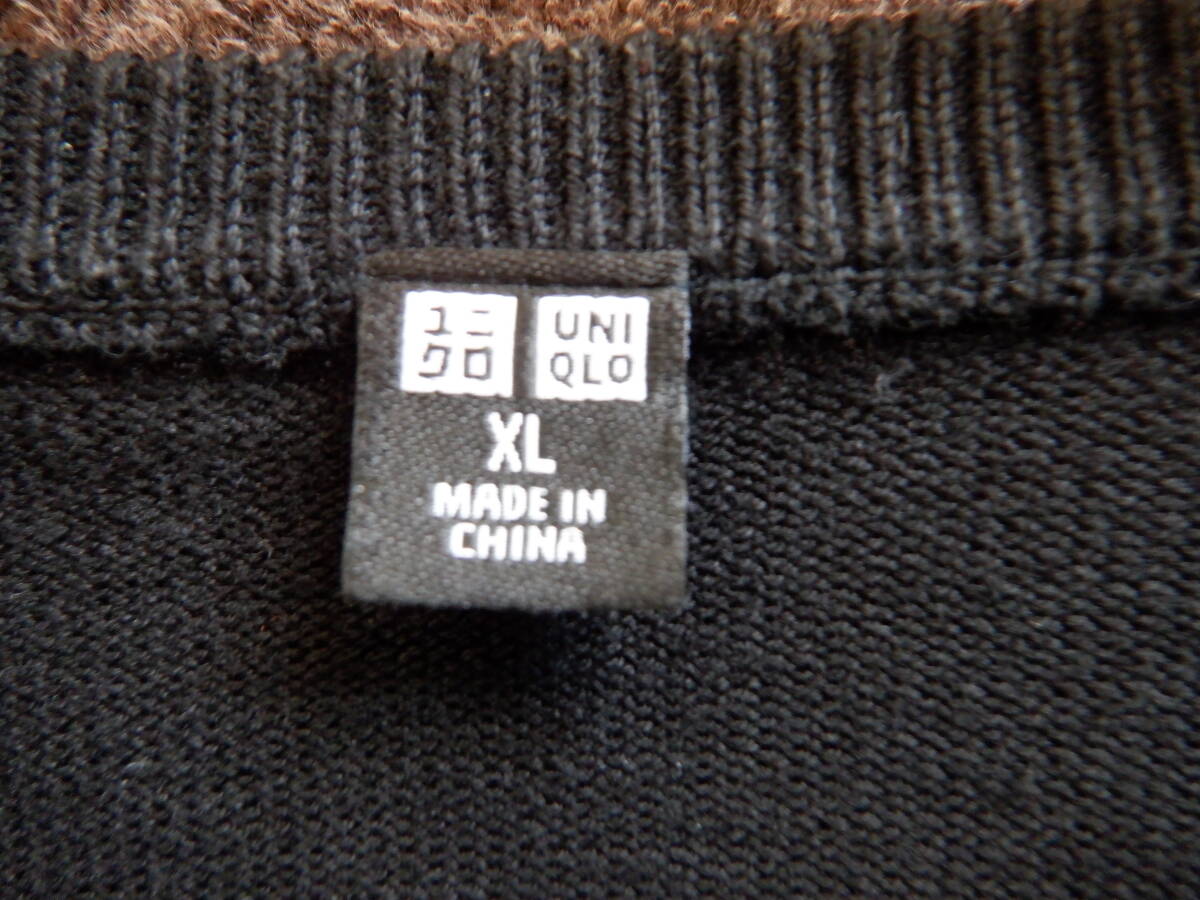 ユニ
クロ
UNI
QLO
XL
MADE IN
CHINA